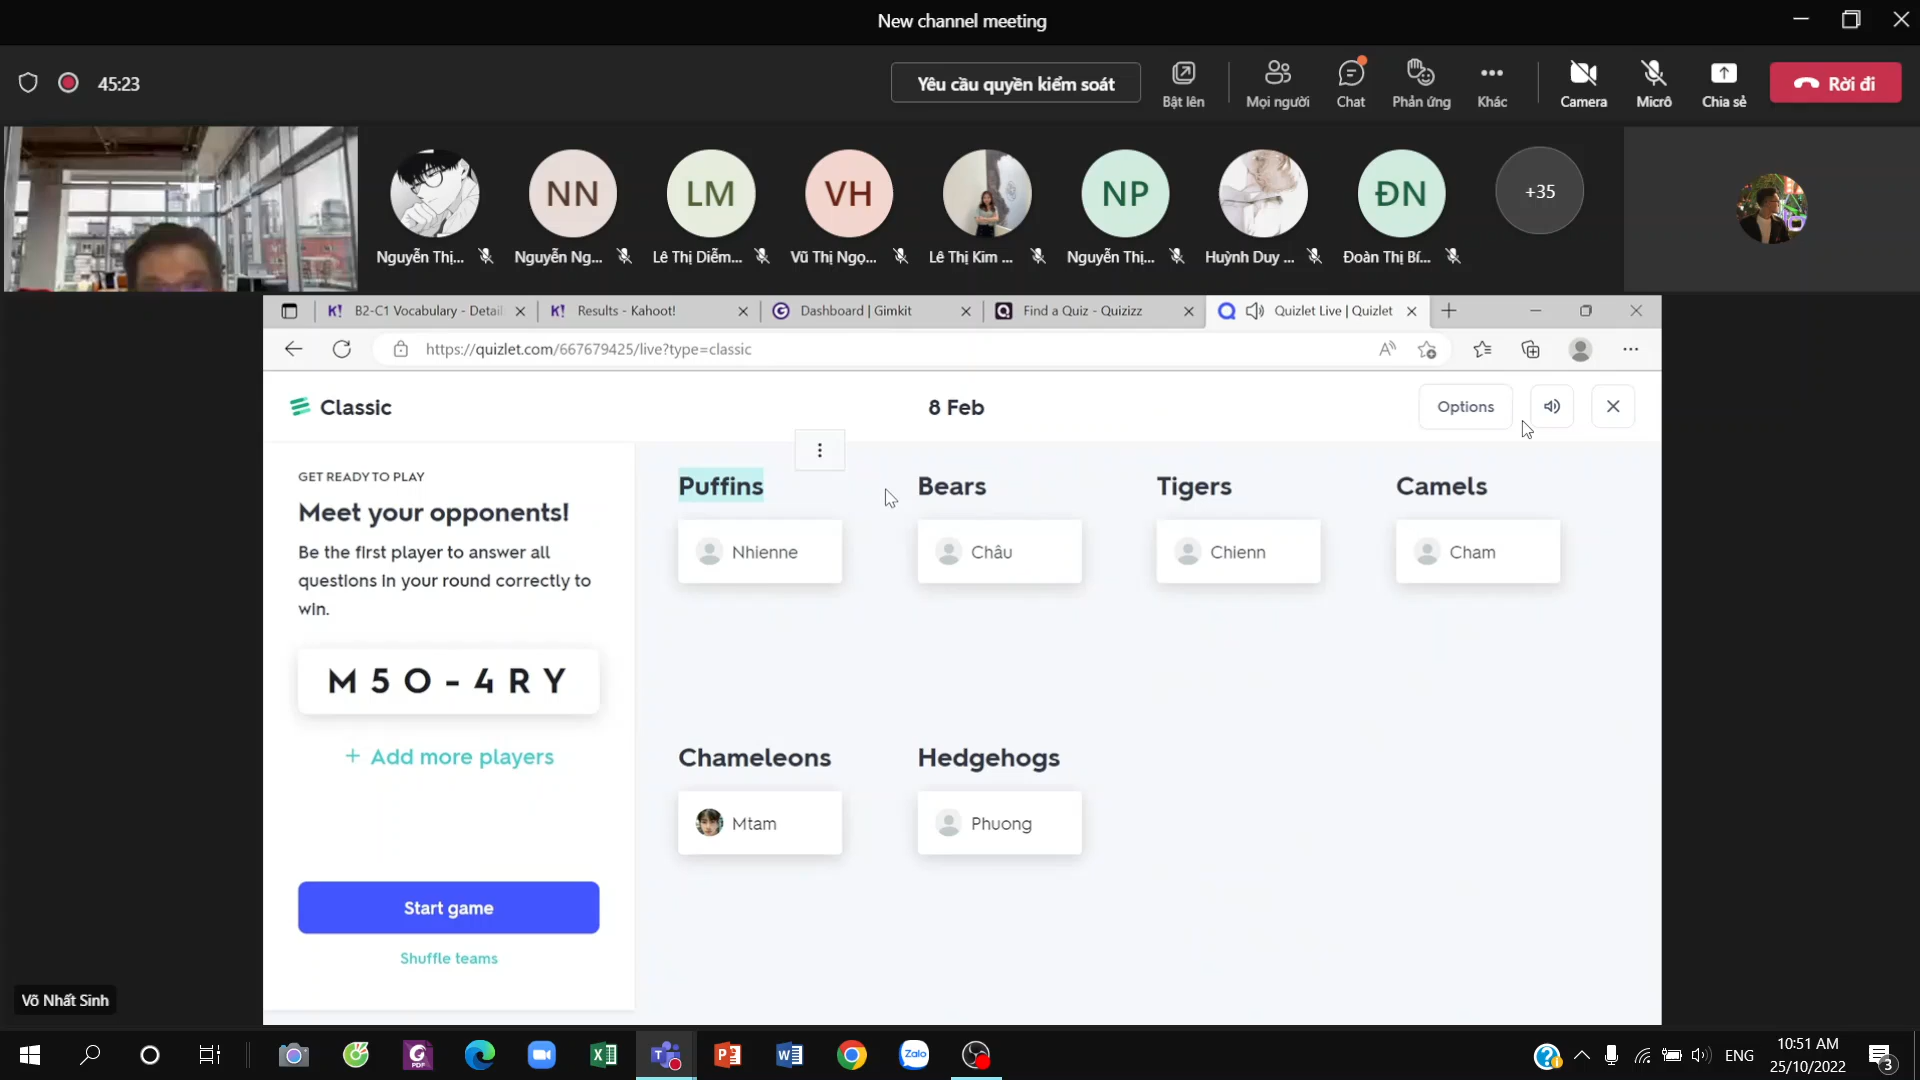 New channel meeting
45:23
Yêu cầu quyền kiểm soát
Bật lên
Mọi người
Chat
Phản ứng
Khác
Camera
Micrô
Chia sẻ
Rời đi
NN
LM
VH
NP
ĐN
+35
Nguyễn Thị...
Nguyễn Ng...
Lê Thị Diễm...
Vũ Thị Ngọ...
Lê Thị Kim ...
Nguyễn Thị...
Huỳnh Duy ...
Đoàn Thị Bí...
K! B2-C1 Vocabulary - Detail
K! Results - Kahoot!
Dashboard | Gimkit
Find a Quiz - Quizizz
Quizlet Live | Quizlet
https://quizlet.com/667679425/live?type=classic
Classic
8 Feb
Options
GET READY TO PLAY
Meet your opponents!
Be the first player to answer all
questions in your round correctly to
win.
M5O-4RY
+ Add more players
Start game
Shuffle teams
Puffins
Bears
Tigers
Camels
Nhienne
Châu
Chienn
Cham
Chameleons
Hedgehogs
Mtam
Phuong
Võ Nhất Sinh
PDF
Zalo
ENG
10:51 AM
25/10/2022
3